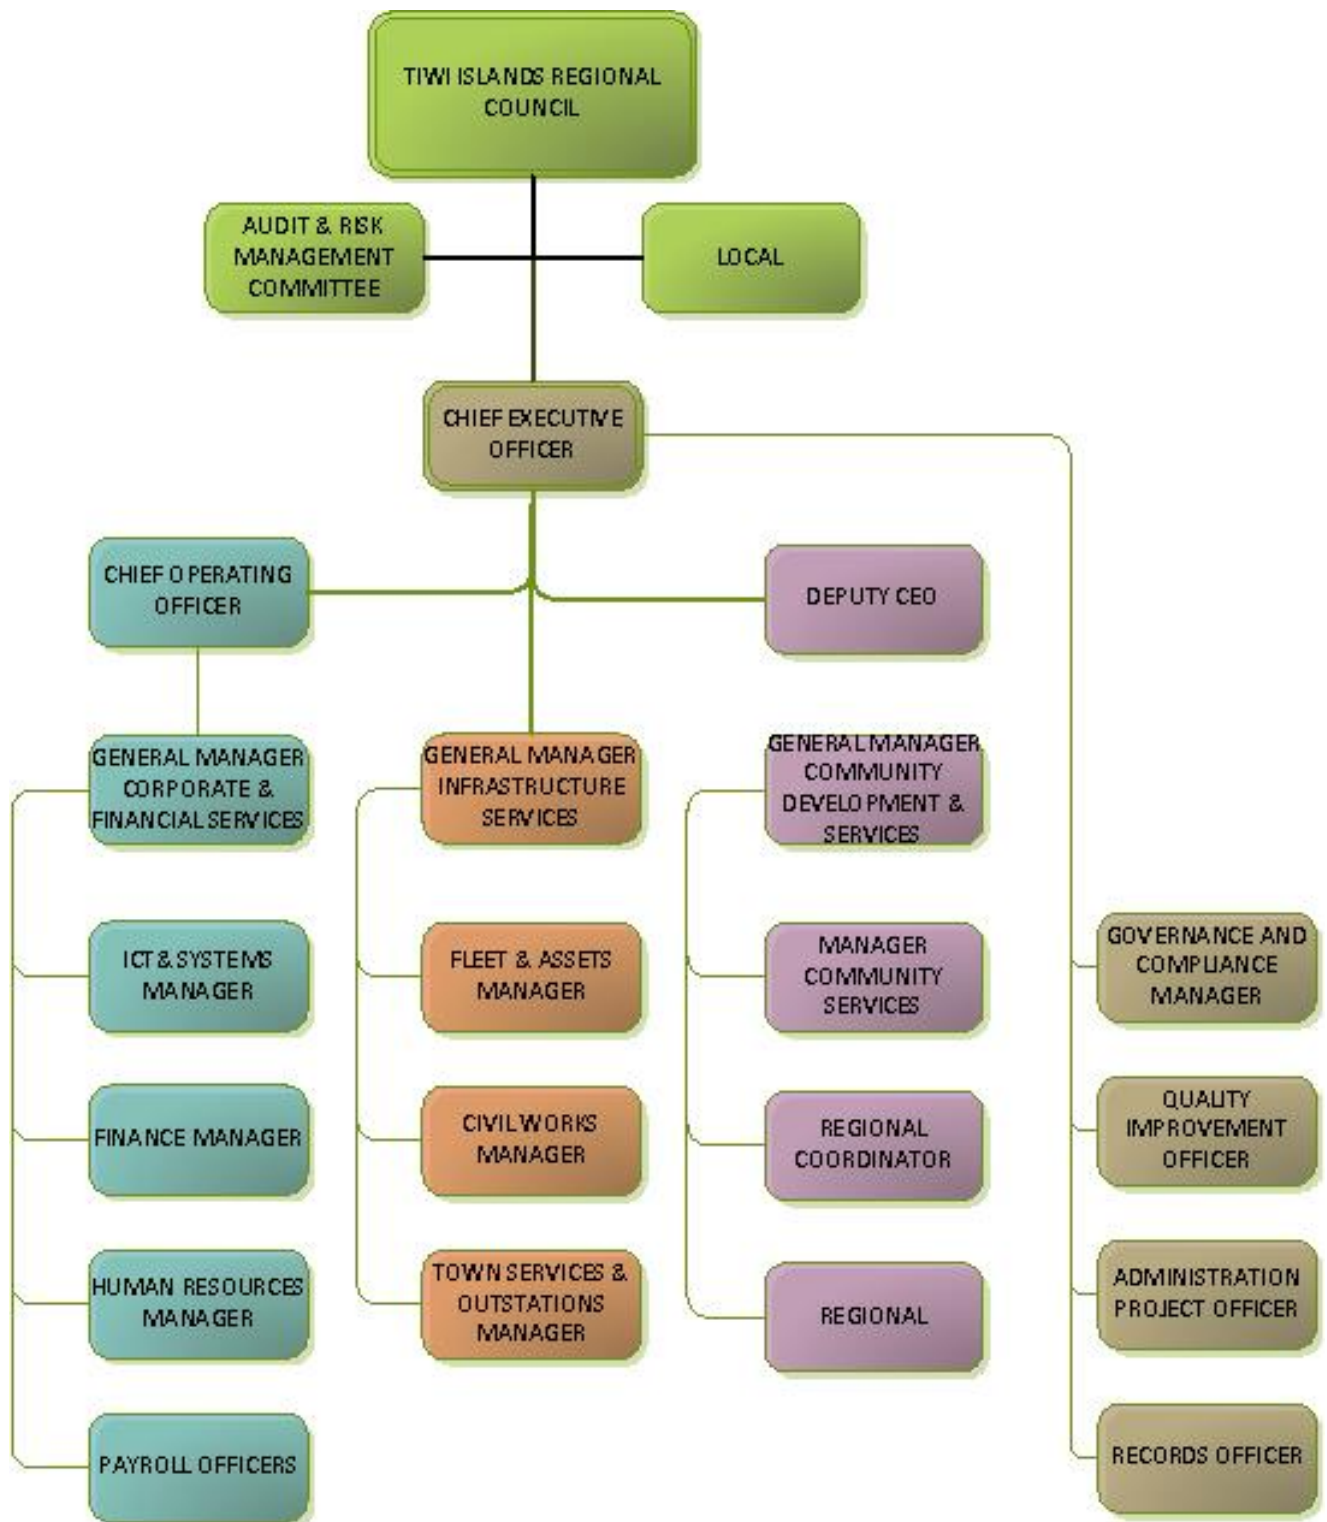 TIWI ISLANDS REGIONAL
COUNCIL
AUDIT & RISK
MANAGEMENT
COMMITTEE
LOCAL
CHIEF EXECUTIVE
OFFICER
CHIEF OPERATING
OFFICER
DEPUTY CEO
GENERAL MANAGER
CORPORATE &
FINANCIAL SERVICES
GENERAL MANAGER
INFRASTRUCTURE
SERVICES
GENERAL MANAGER
COMMUNITY
DEVELOPMENT &
SERVICES
ICT & SYSTEMS
MANAGER
FLEET & ASSETS
MANAGER
MANAGER
COMMUNITY
SERVICES
GOVERNANCE AND
COMPLIANCE
MANAGER
FINANCE MANAGER
CIVIL WORKS
MANAGER
REGIONAL
COORDINATOR
QUALITY
IMPROVEMENT
OFFICER
HUMAN RESOURCES
MANAGER
TOWN SERVICES &
OUTSTATIONS
MANAGER
REGIONAL
ADMINISTRATION
PROJECT OFFICER
PAYROLL OFFICERS
RECORDS OFFICER